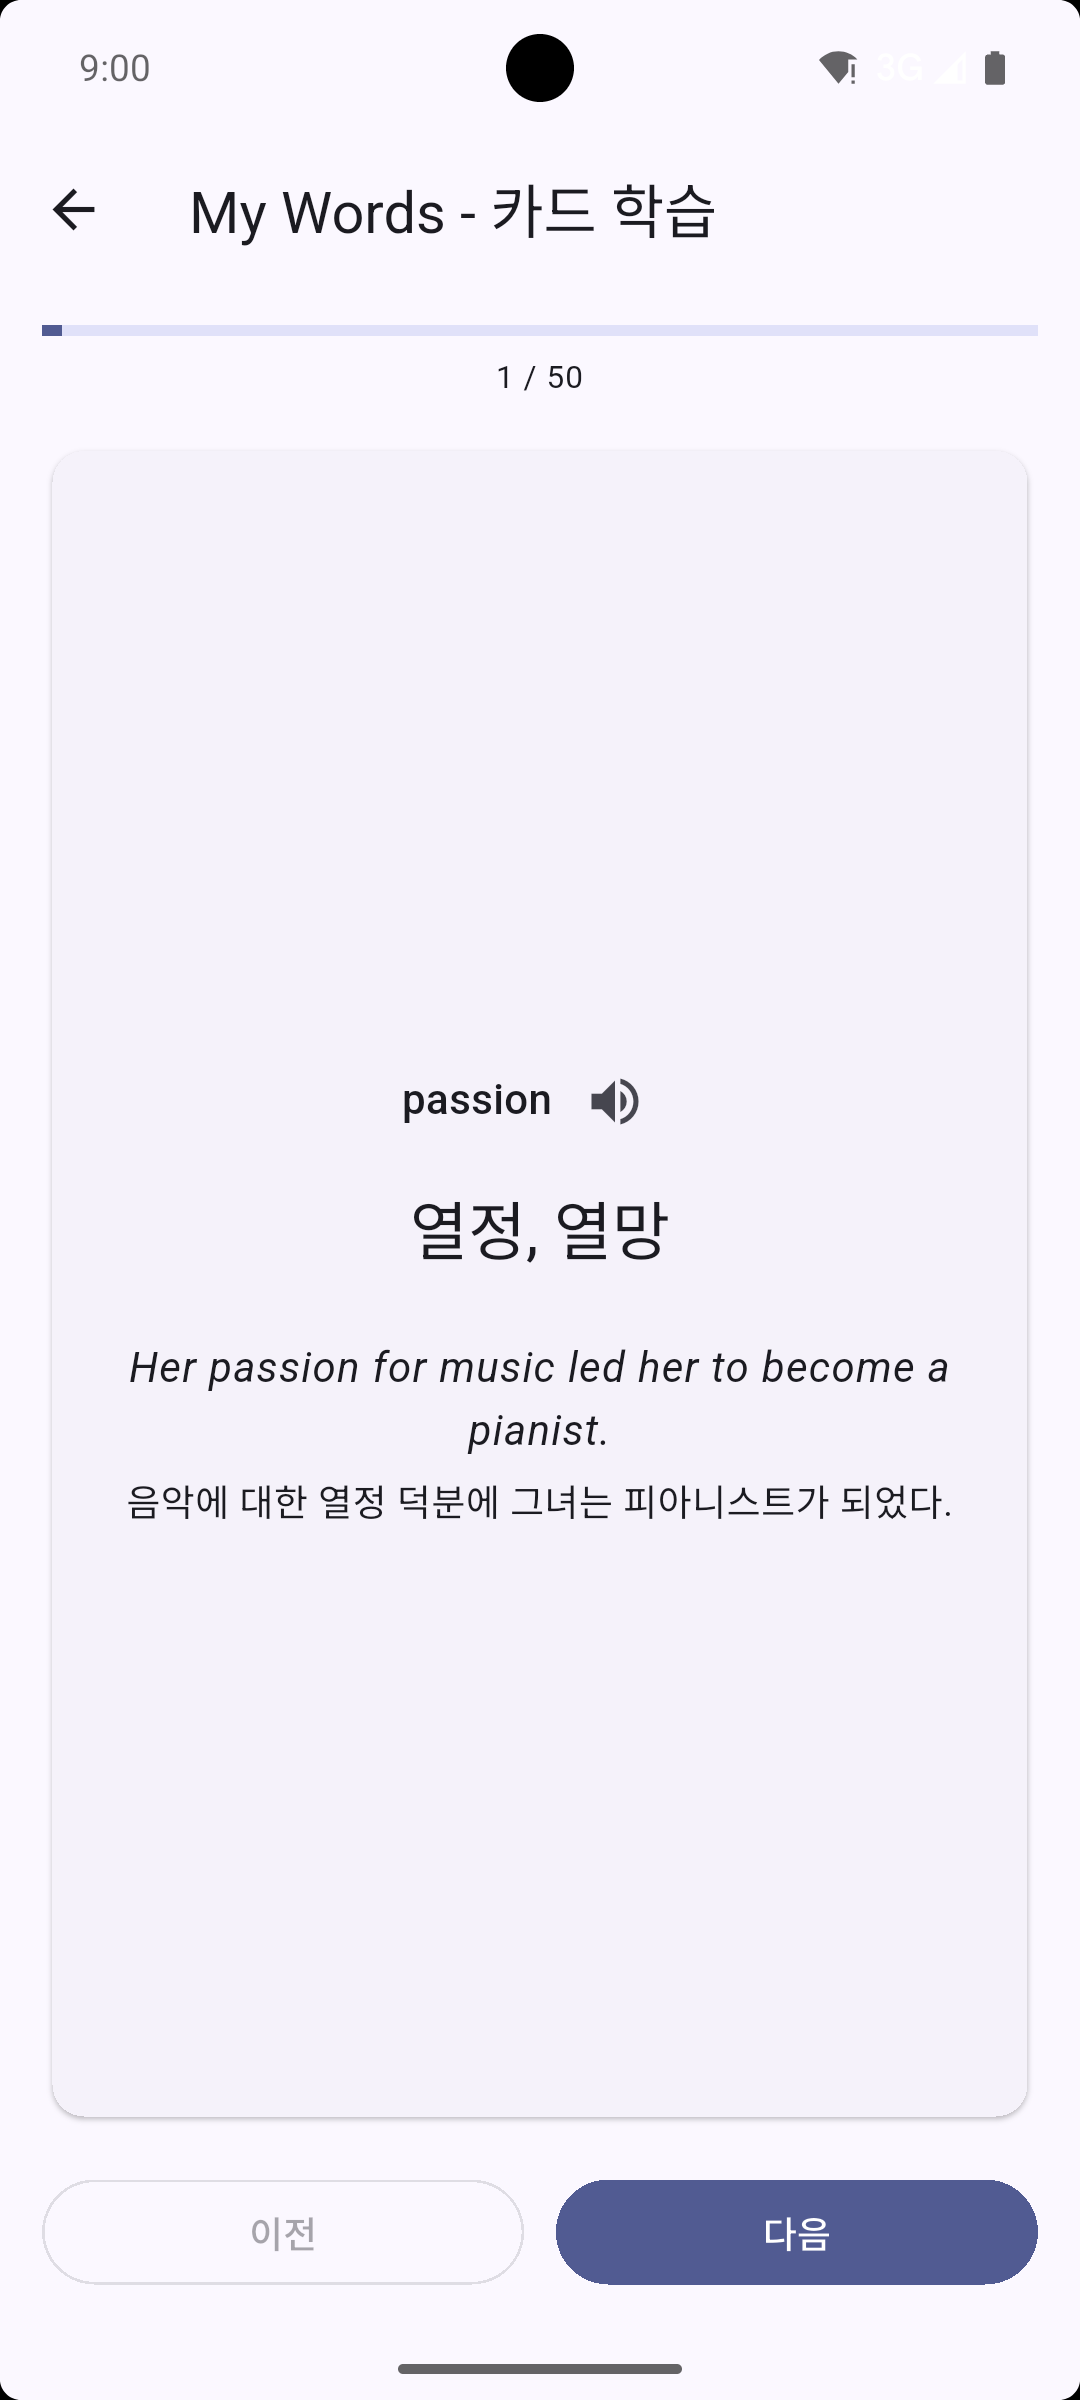 9:00
3G
My Words - 카드 학습
1 / 50
passion
열정, 열망
Her passion for music led her to become a
pianist.
음악에 대한 열정 덕분에 그녀는 피아니스트가 되었다.
이전
다음